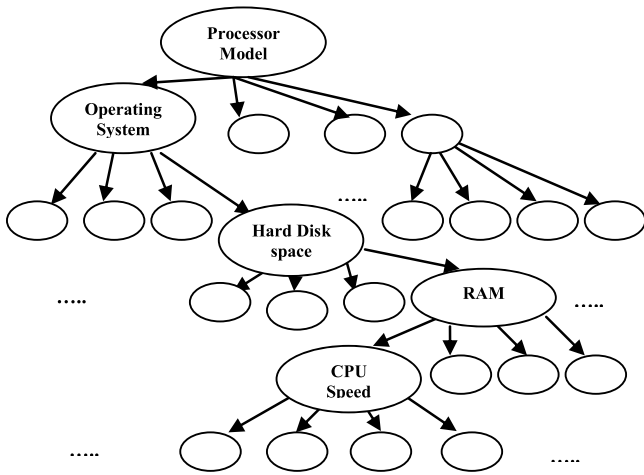 Processor
Model
Operating
System
.....
Hard Disk
space
.....
RAM
.....
CPU
Speed
.....
.....